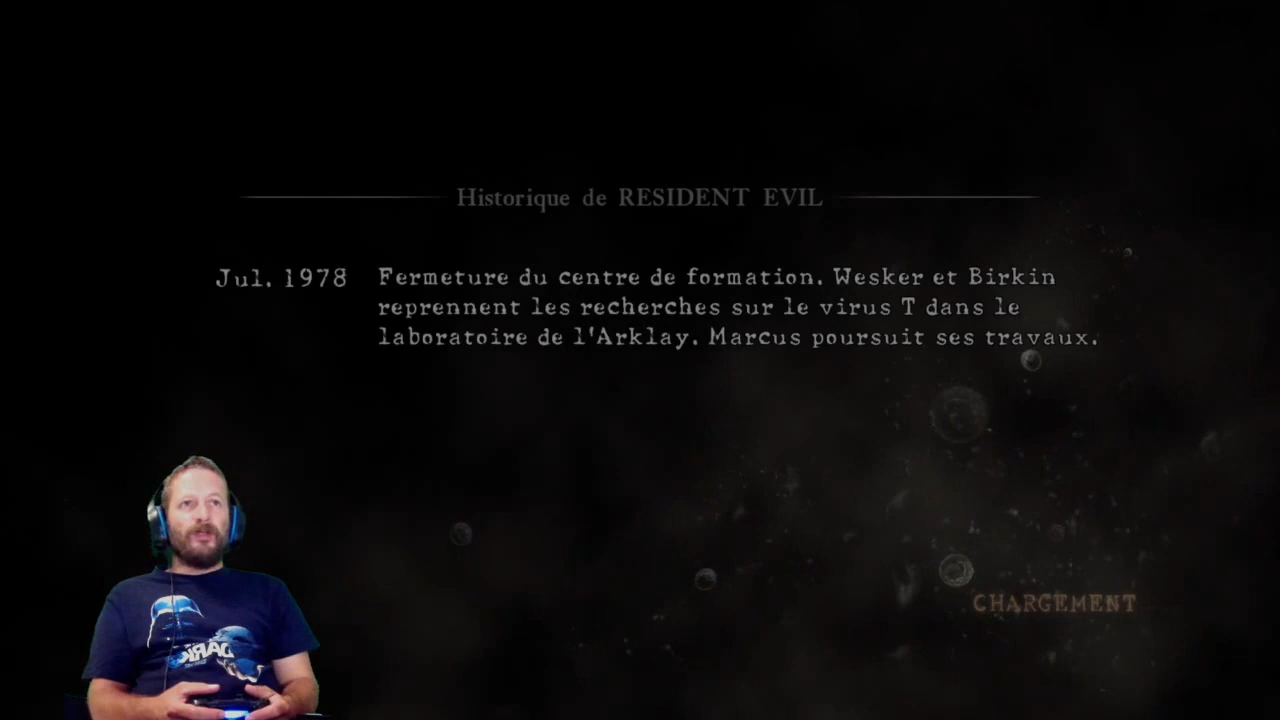 Historique de RESIDENT EVIL
Jul. 1978 Fermeture du centre de formation. Wesker et Birkin
reprennent les recherches sur le virus T dans le
laboratoire de l'Arklay. Marcus poursuit ses travaux.
CHARGEMENT
DARK